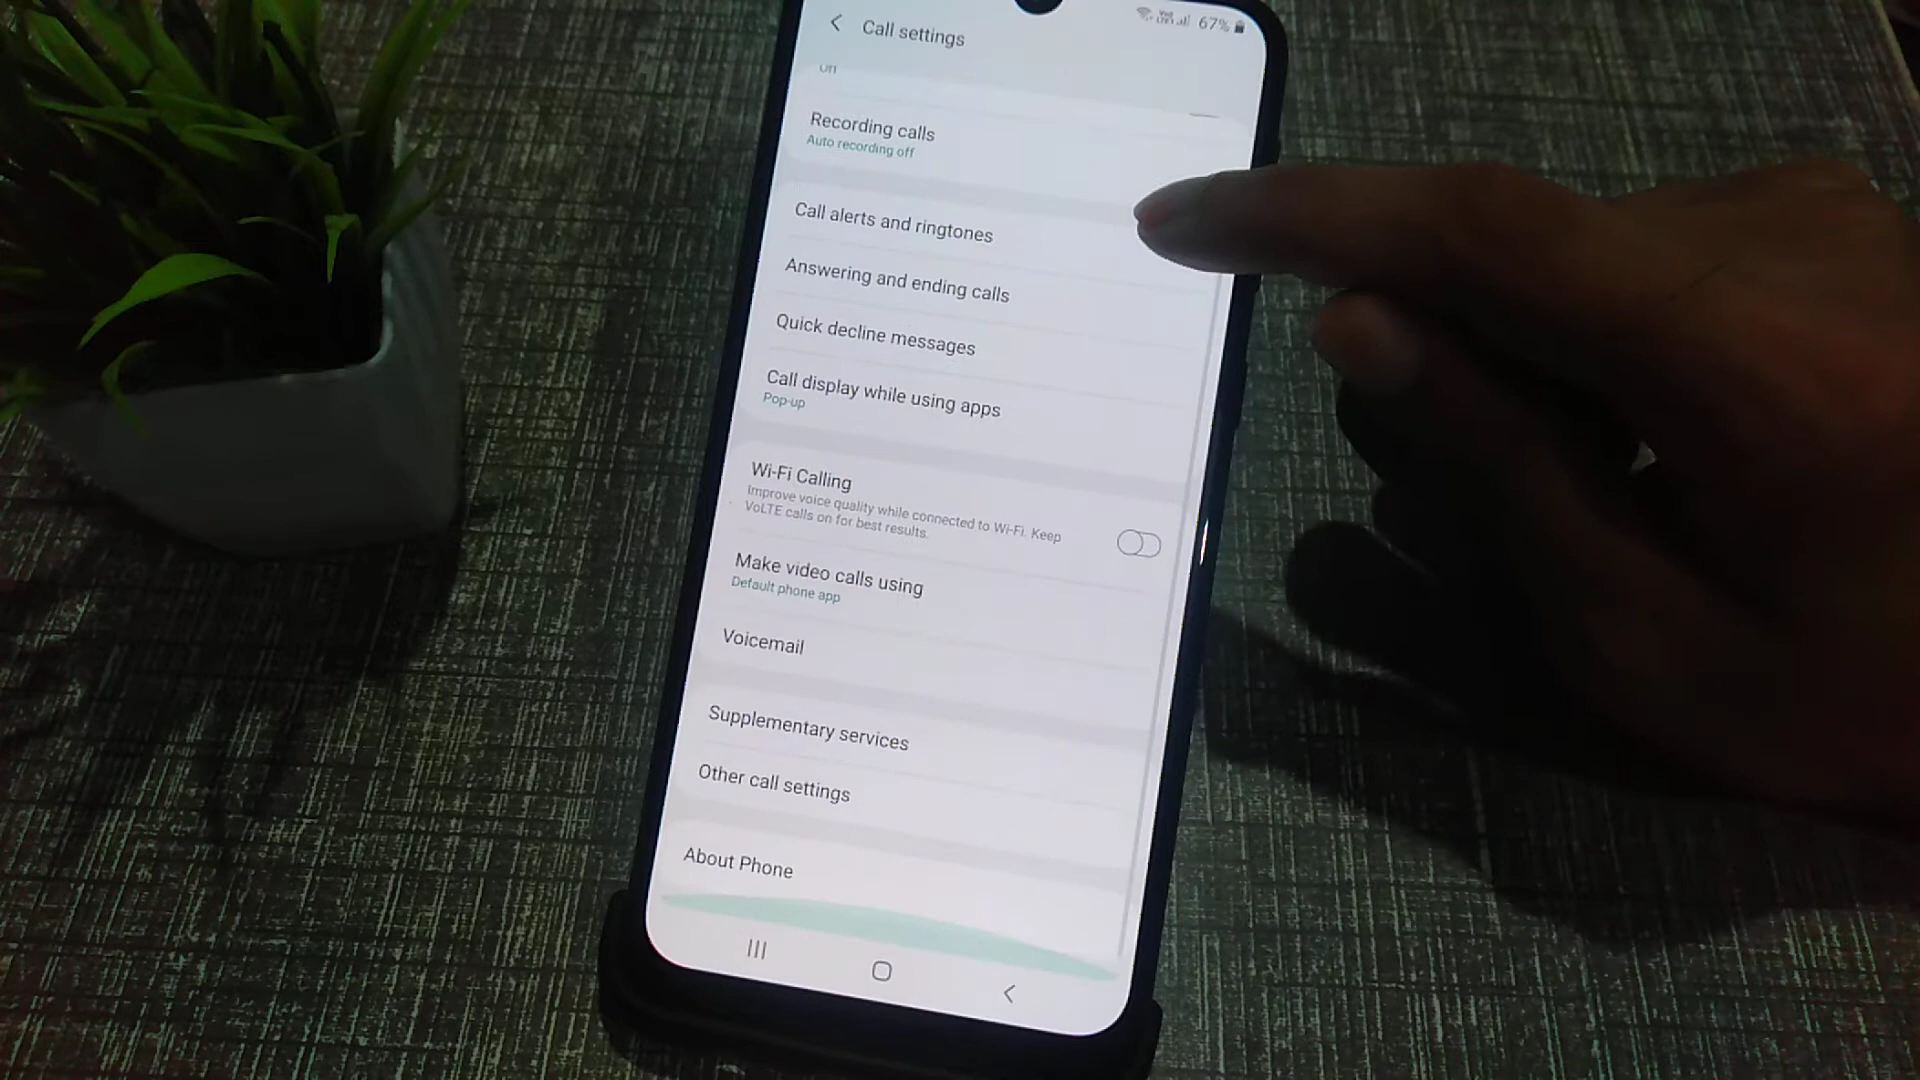 Call settings
67%
Recording calls
Auto recording off
Call alerts and ringtones
Answering and ending calls
Quick decline messages
Call display while using apps
Pop-up
Wi-Fi Calling
Improve voice quality while connected to Wi-Fi. Keep
VoLTE calls on for best results.
Make video calls using
Default phone app
Voicemail
Supplementary services
Other call settings
About Phone